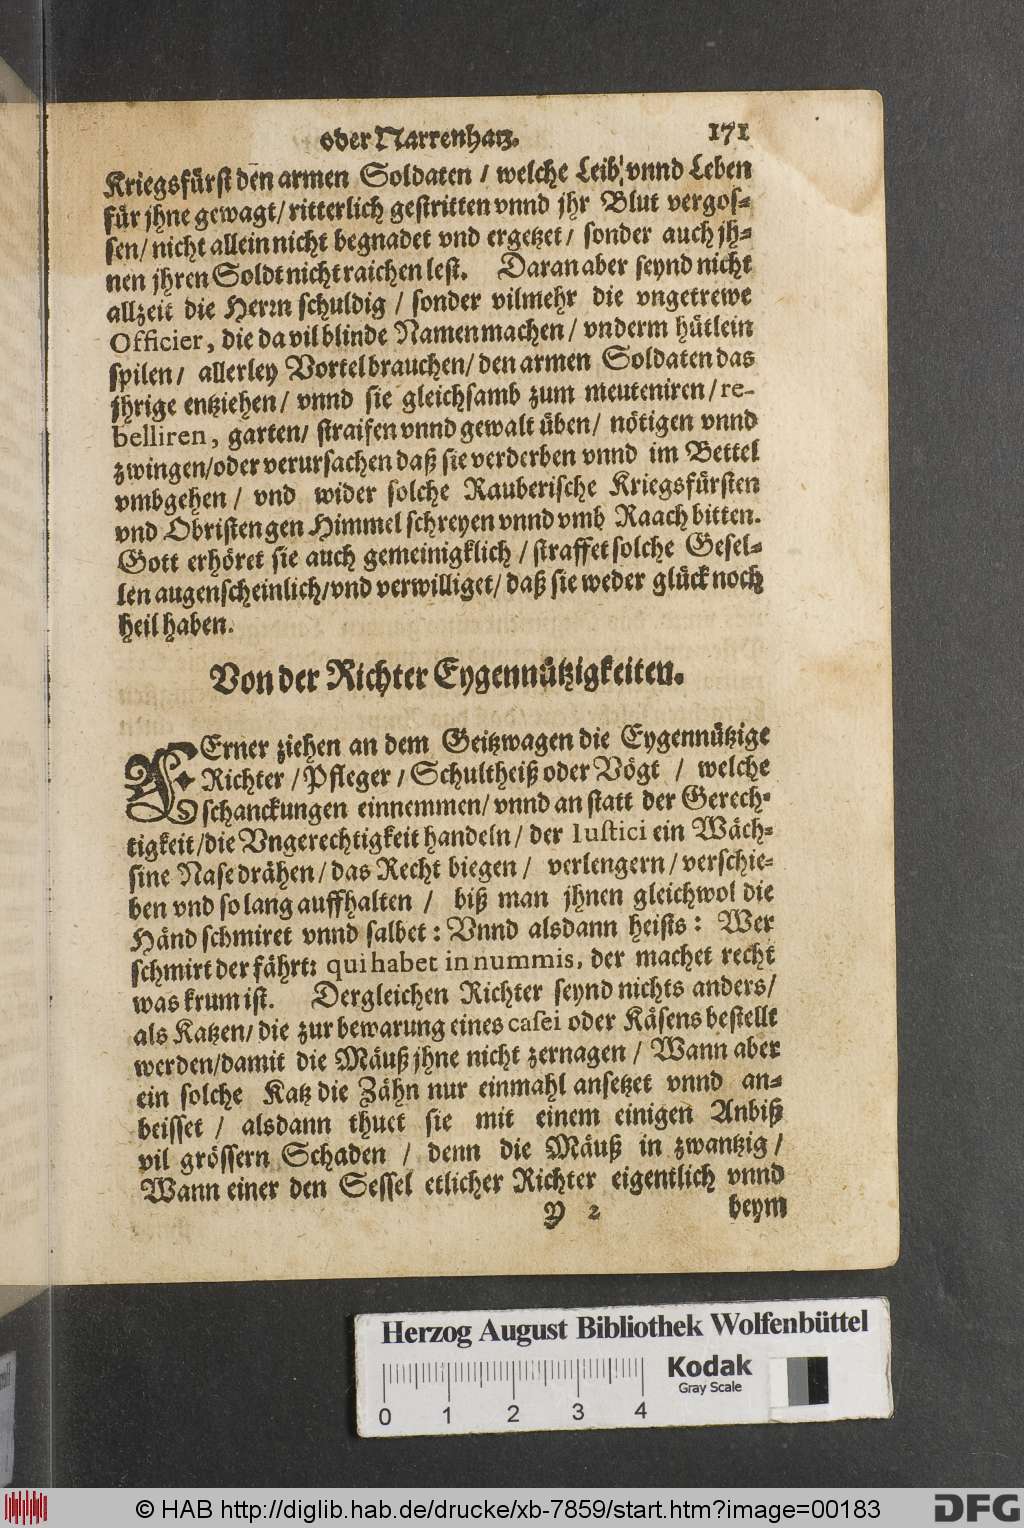 oder Narrenhatz. 171
Kriegsfürst den armen Soldaten / welche Leib / vnnd Leben
für jhne gewagt / ritterlich gestritten vnnd jhr Blut vergos-
sen / nicht allein nicht begnadet vnd ergetzet / sonder auch jh-
nen jhren Soldt nicht raichen lest. Daran aber seynd nicht
allzeit die Herrn schuldig / sonder vilmehr die vngetrewe
Officier, die da vil blinde Namen machen / vnderm hütlein
spilen / allerley Vortel brauchen / den armen Soldaten das
jhrige entziehen / vnnd sie gleichsamb zum meuteniren / re-
belliren, garten / straifen vnnd gewalt üben / nötigen vnnd
zwingen / oder verursachen daß sie verderben vnnd im Bettel
vmbgehen / vnd wider solche Rauberische Kriegsfürsten
vnd Obristen gen Himmel schreyen vnnd vmb Raach bitten.
Gott erhöret sie auch gemeinigklich / straffet solche Gesel-
len augenscheinlich / vnd verwilliget / daß sie weder glück noch
heil haben.
Von der Richter Eygennützigkeiten.
FErner ziehen an dem Geitzwagen die Eygennützige
Richter / Pfleger / Schultheiß oder Vögt / welche
schanckungen einnemmen / vnnd an statt der Gerech-
tigkeit / die Vngerechtigkeit handeln / der Iustici ein Wäch-
sine Nase drähen / das Recht biegen / verlengern / verschie-
ben vnd so lang auffhalten / biß man jhnen gleichwol die
Händ schmiret vnnd salbet : Vnnd alsdann heists : Wer
schmirt der fährt: qui habet in nummis, der machet recht
was krum ist. Dergleichen Richter seynd nichts anders /
als Katzen / die zur bewarung eines casei oder Käsens bestellt
werden / damit die Mäuß jhne nicht zernagen / Wann aber
ein solche Katz die Zähn nur einmahl ansetzet vnnd an-
beisset / alsdann thuet sie mit einem einigen Anbiß
vil grössern Schaden / denn die Mäuß in zwantzig /
Wann einer den Sessel etlicher Richter eigentlich vnnd
Y 2 beym
Herzog August Bibliothek Wolfenbüttel
Kodak
Gray Scale
0 1 2 3 4
© HAB http://diglib.hab.de/drucke/xb-7859/start.htm?image=00183
DFG